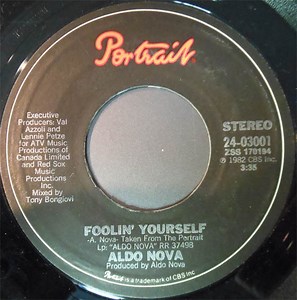 Portrait
Executive
Producers: Val
Azzoli and
Lennie Petze
for ATV Music
Productions of
Canada Limited
and Red Sox
Music
Productions, Inc.
Mixed by
Tony Bongiovi
STEREO
24-03001
ZSS 170194
℗ 1982 CBS Inc.
3:35
FOOLIN' YOURSELF
-A. Nova- Taken From The Portrait
Lp: "ALDO NOVA" RR 37498
ALDO NOVA
Produced by Aldo Nova
is a trademark of CBS Inc